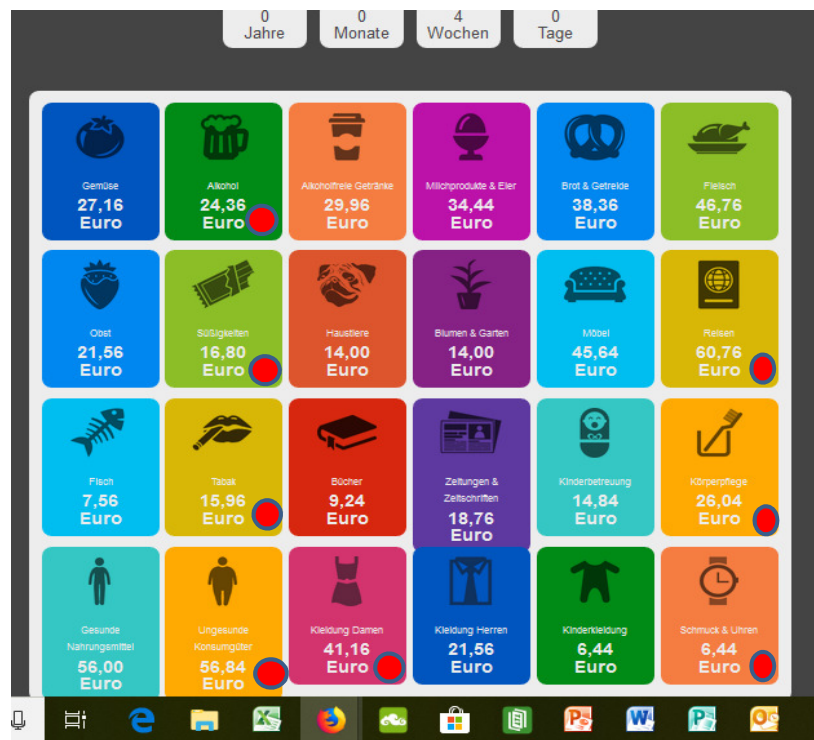 0 0 4 0
Jahre Monate Wochen Tage
Gemüse Alkohol Alkoholfreie Getränke Milchprodukte & Eier Brot & Getreide Fleisch
27,16 24,36 29,96 34,44 38,36 46,76
Euro Euro Euro Euro Euro Euro
Obst Süßigkeiten Haustiere Blumen & Garten Möbel Reisen
21,56 16,80 14,00 14,00 45,64 60,76
Euro Euro Euro Euro Euro Euro
Fisch Tabak Bücher Zeitungen & Kinderbetreuung Körperpflege
Zeitschriften
7,56 15,96 9,24 18,76 14,84 26,04
Euro Euro Euro Euro Euro Euro
Gesunde Ungesunde Kleidung Damen Kleidung Herren Kinderkleidung Schmuck & Uhren
Nahrungsmittel Konsumgüter
56,00 56,84 41,16 21,56 6,44 6,44
Euro Euro Euro Euro Euro Euro